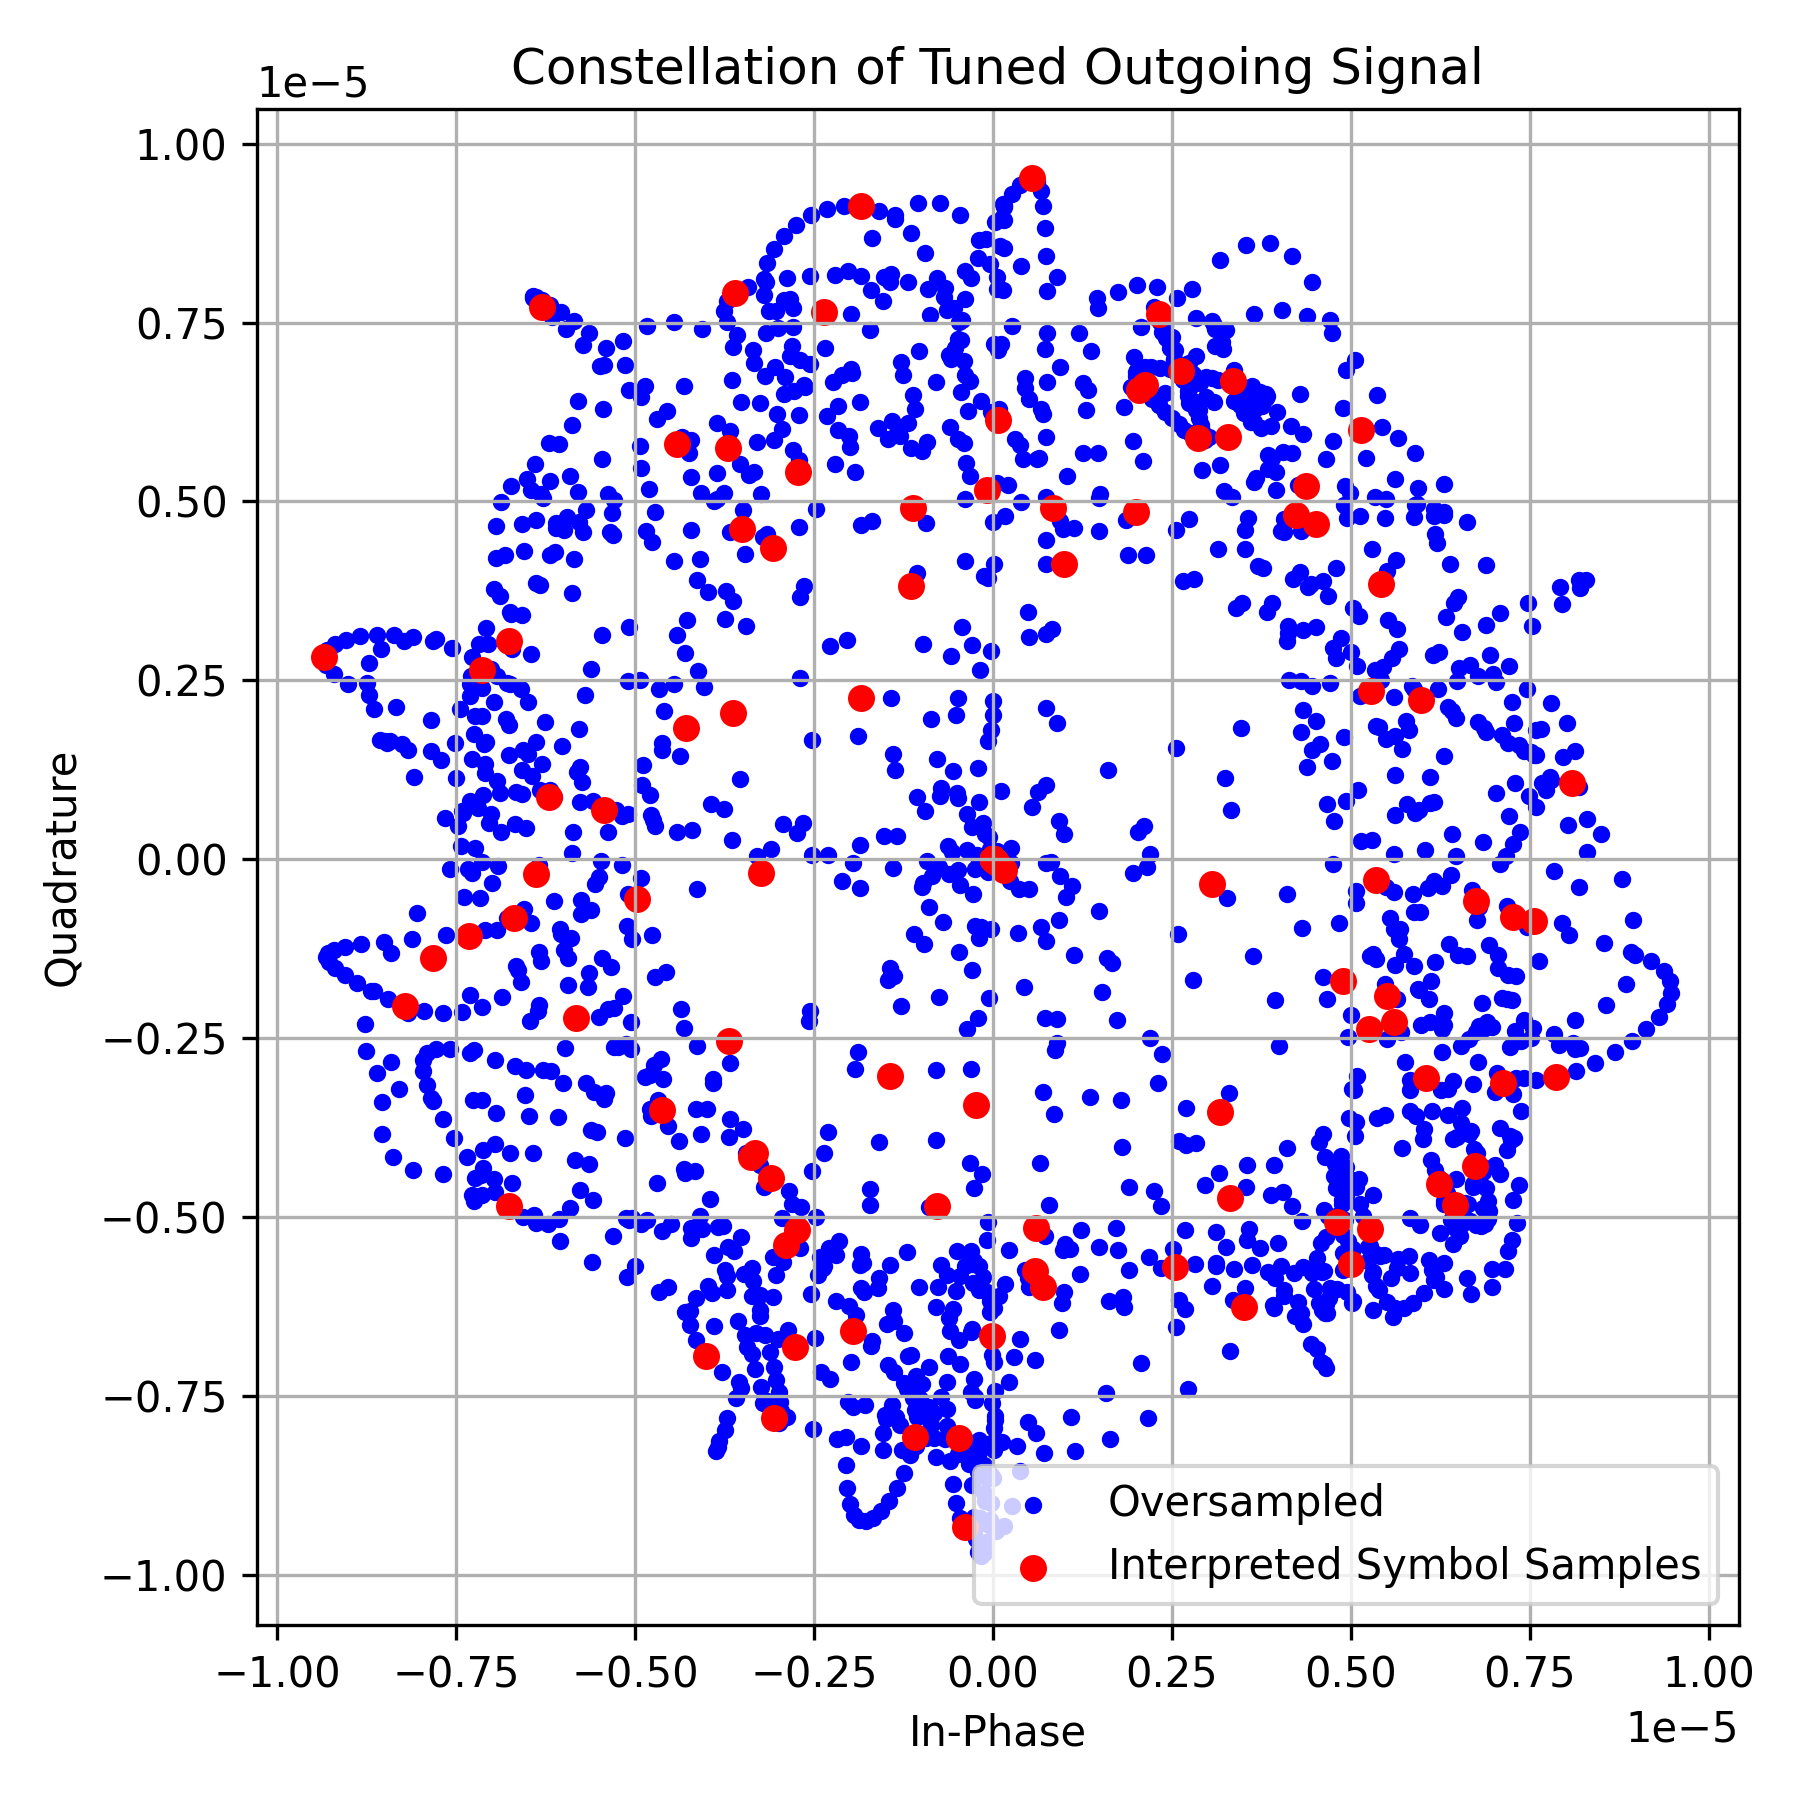 Constellation of Tuned Outgoing Signal
1e−5
1.00
0.75
0.50
0.25
0.00
−0.25
−0.50
−0.75
−1.00
Quadrature
Oversampled
Interpreted Symbol Samples
−1.00 −0.75 −0.50 −0.25 0.00 0.25 0.50 0.75 1.00
In-Phase
1e−5